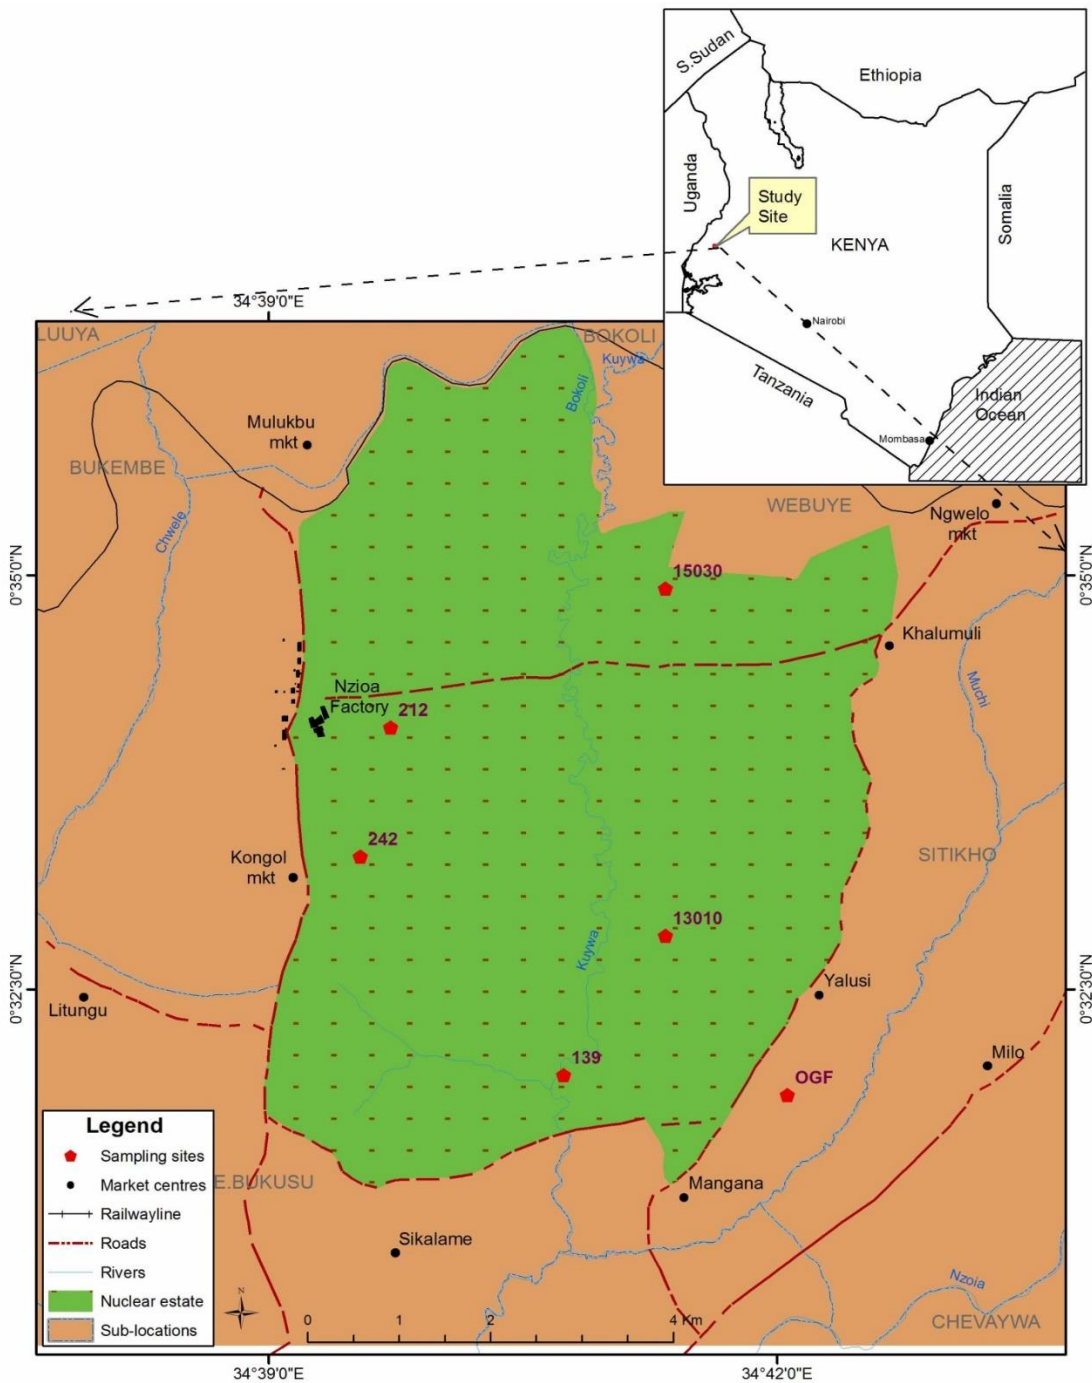 S.Sudan
Ethiopia
Uganda
Study
Site
Somalia
KENYA
Nairobi
Tanzania
Indian
Ocean
Mombasa
34°39'0"E
LUUYA
BOKOLI
Kuywa
Bokoli
Mulukbu
mkt
BUKEMBE
Chwele
WEBUYE
Ngwelo
mkt
0°35'0"N
0°35'0"N
15030
Khalumuli
Muchi
Nzioa
Factory
212
242
Kongol
mkt
SITIKHO
13010
Kuywa
0°32'30"N
0°32'30"N
Litungu
Yalusi
Milo
139
OGF
Legend
Sampling sites
Market centres
Railwayline
Roads
Rivers
Nuclear estate
Sub-locations
E.BUKUSU
Mangana
Sikalame
Nzoia
CHEVAYWA
N
0 1 2 4 Km
34°39'0"E
34°42'0"E